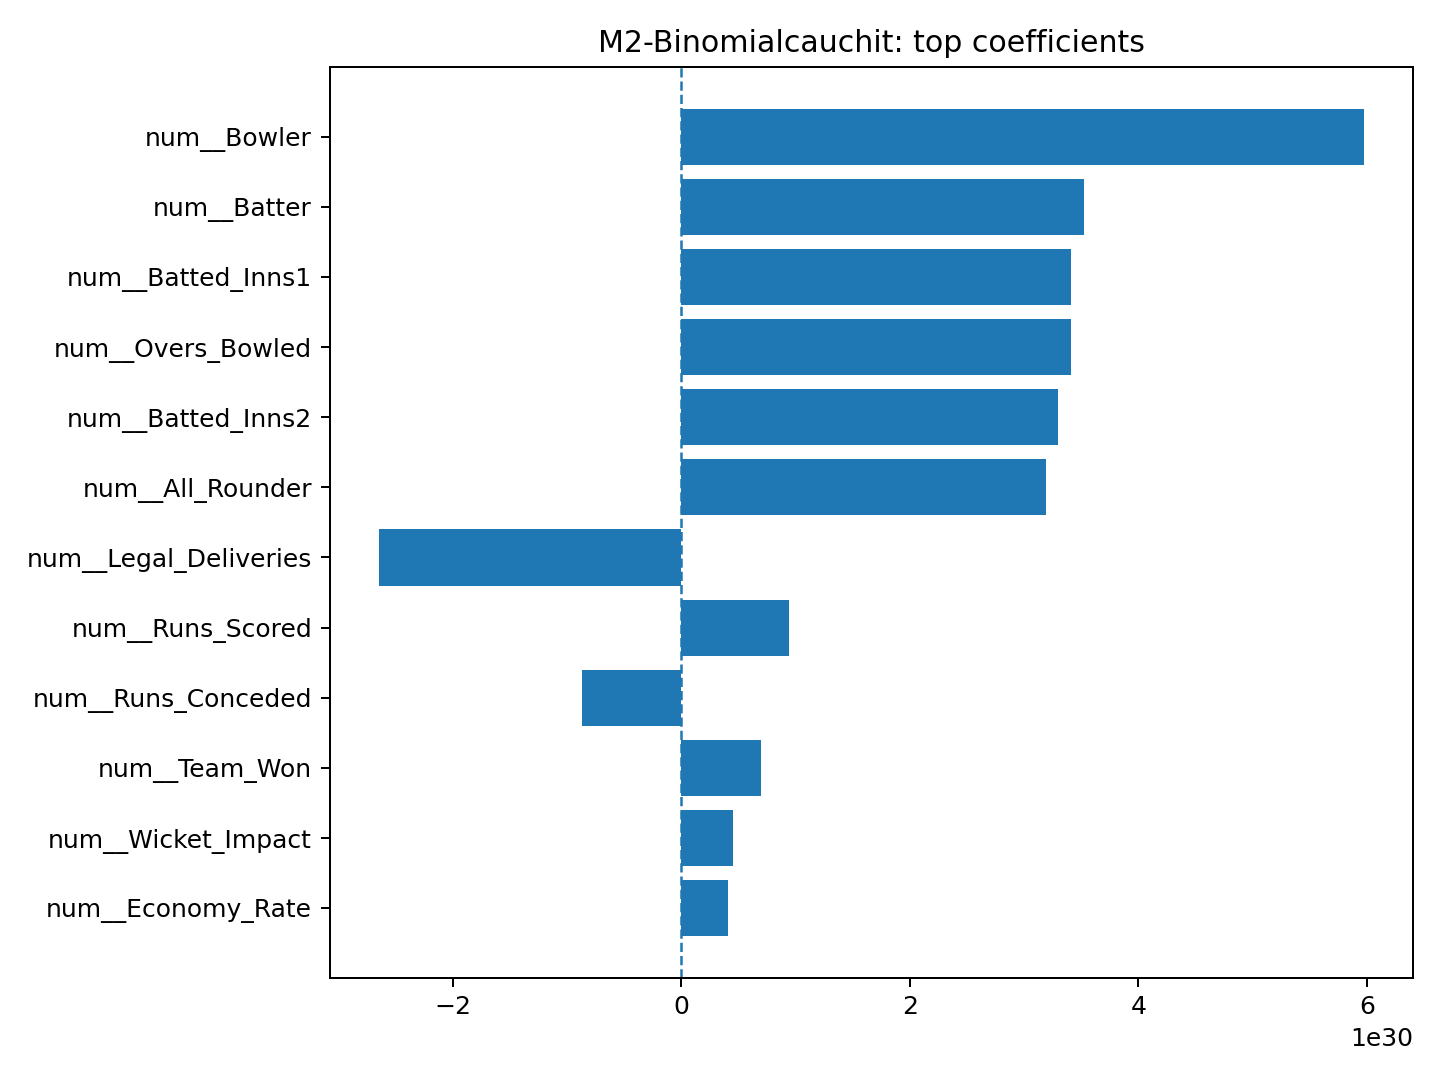 M2-Binomialcauchit: top coefficients
num__Bowler
num__Batter
num__Batted_Inns1
num__Overs_Bowled
num__Batted_Inns2
num__All_Rounder
num__Legal_Deliveries
num__Runs_Scored
num__Runs_Conceded
num__Team_Won
num__Wicket_Impact
num__Economy_Rate
−2 0 2 4 6
1e30